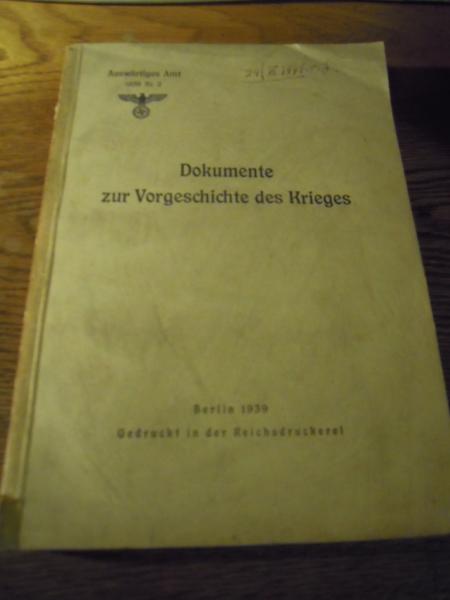 Auswärtiges Amt
1939 Nr. 2
Dokumente
zur Vorgeschichte des Krieges
Berlin 1939
Gedruckt in der Reichsdruckerei